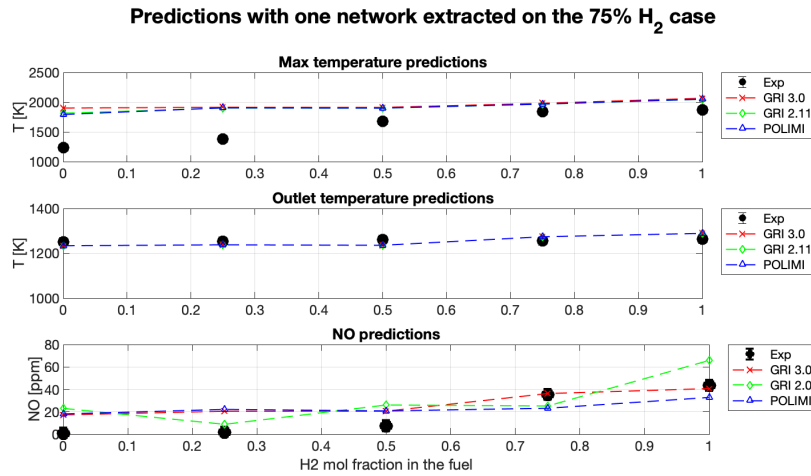 Predictions with one network extracted on the 75% H2 case
Max temperature predictions
2500
2000
1500
1000
T [K]
0 0.1 0.2 0.3 0.4 0.5 0.6 0.7 0.8 0.9 1
Exp
GRI 3.0
GRI 2.11
POLIMI
Outlet temperature predictions
1400
1200
1000
T [K]
0 0.1 0.2 0.3 0.4 0.5 0.6 0.7 0.8 0.9 1
Exp
GRI 3.0
GRI 2.11
POLIMI
NO predictions
80
60
40
20
0
NO [ppm]
0 0.1 0.2 0.3 0.4 0.5 0.6 0.7 0.8 0.9 1
H2 mol fraction in the fuel
Exp
GRI 3.0
GRI 2.0
POLIMI